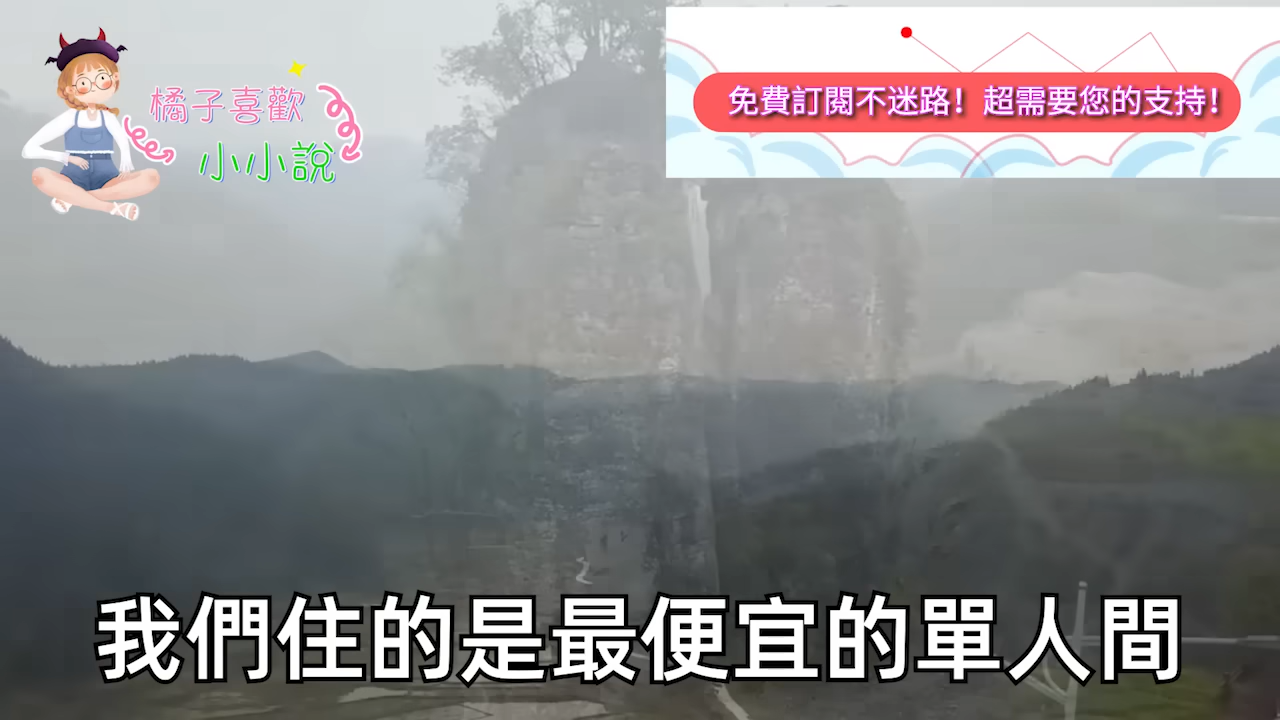 橘子喜歡
小小說
免費訂閱不迷路！超需要您的支持！
我們住的是最便宜的單人間